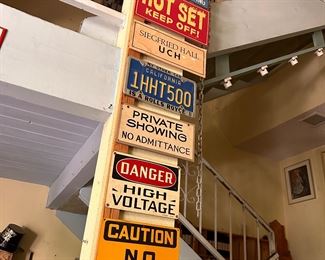 HOT SET
KEEP OFF!
SIEGFRIED HALL
UCH
CALIFORNIA
1HHT500
IS A ROLLS ROYCE
PRIVATE
SHOWING
NO ADMITTANCE
DANGER
HIGH
VOLTAGE
CAUTION
NO